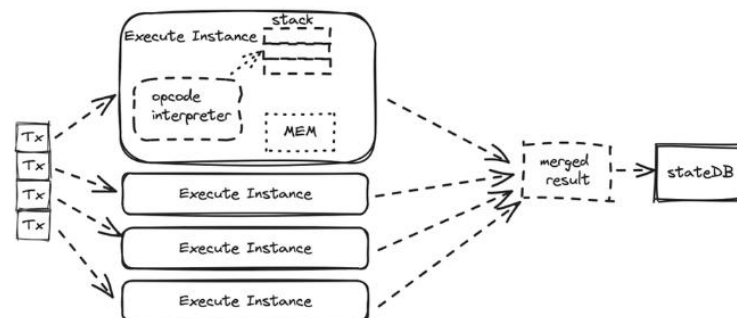 stack
Execute Instance
opcode
interpreter
MEM
Tx
Tx
Tx
Tx
Execute Instance
Execute Instance
Execute Instance
merged
result
stateDB